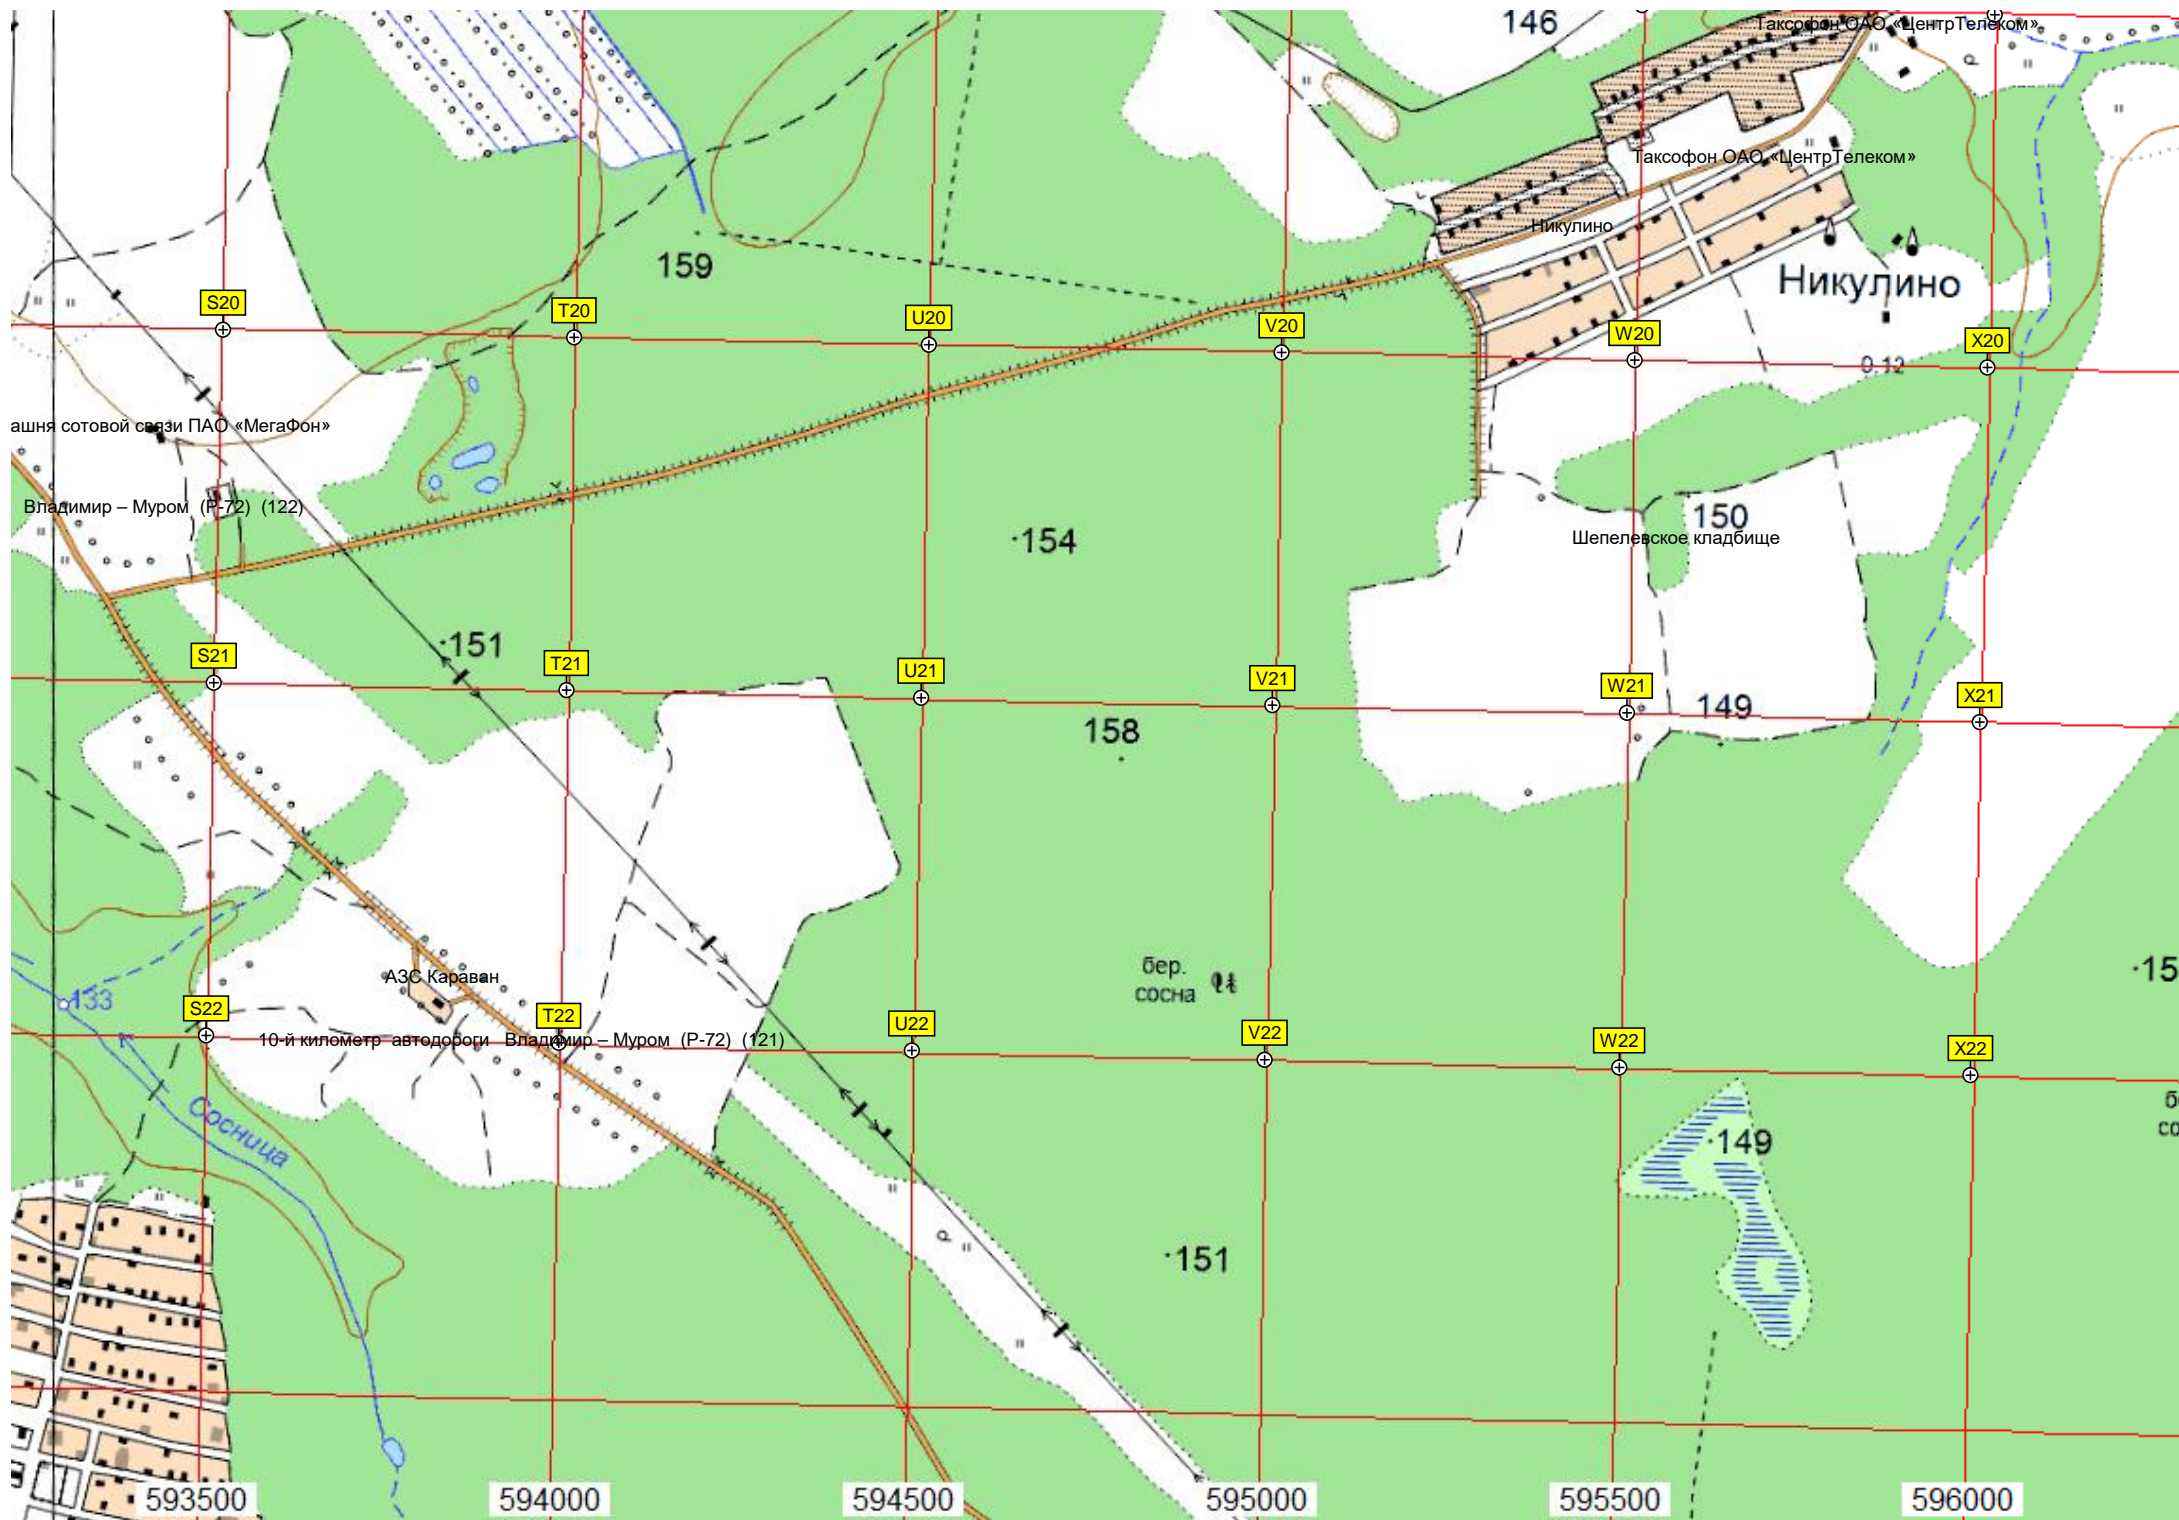 146
Таксофон ОАО «ЦентрТелеком»
Таксофон ОАО «ЦентрТелеком»
Никулино
159
Никулино
S20
T20
U20
V20
W20
X20
0.12
ашня сотовой связи ПАО «МегаФон»
Владимир – Муром (Р-72) (122)
154
150
Шепелевское кладбище
151
S21
T21
U21
V21
W21
X21
149
158
бер.
сосна
15
АЗС Караван
133
S22
T22
U22
V22
W22
X22
10-й километр автодороги Владимир – Муром (Р-72) (121)
Сосница
б
со
149
151
593500
594000
594500
595000
595500
596000